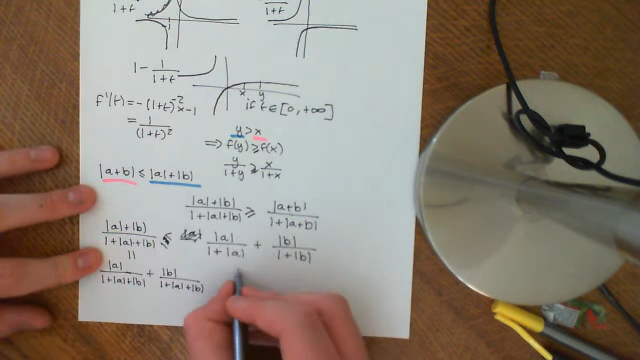 1+t
1+t
1 - 1/(1+t)
x y
if t∈[0, +∞]
f'(t) = -(1+t)^-2 × -1
= 1/(1+t)²
y > x
⇒ f(y) ≥ f(x)
y/(1+y) ≥ x/(1+x)
|a+b| ≤ |a|+|b|
(|a|+|b|)/(1+|a|+|b|) ≥ |a+b|/(1+|a+b|)
(|a|+|b|)/(1+|a|+|b|) ≤ |a|/(1+|a|) + |b|/(1+|b|)
||
|a|/(1+|a|+|b|) + |b|/(1+|a|+|b|)